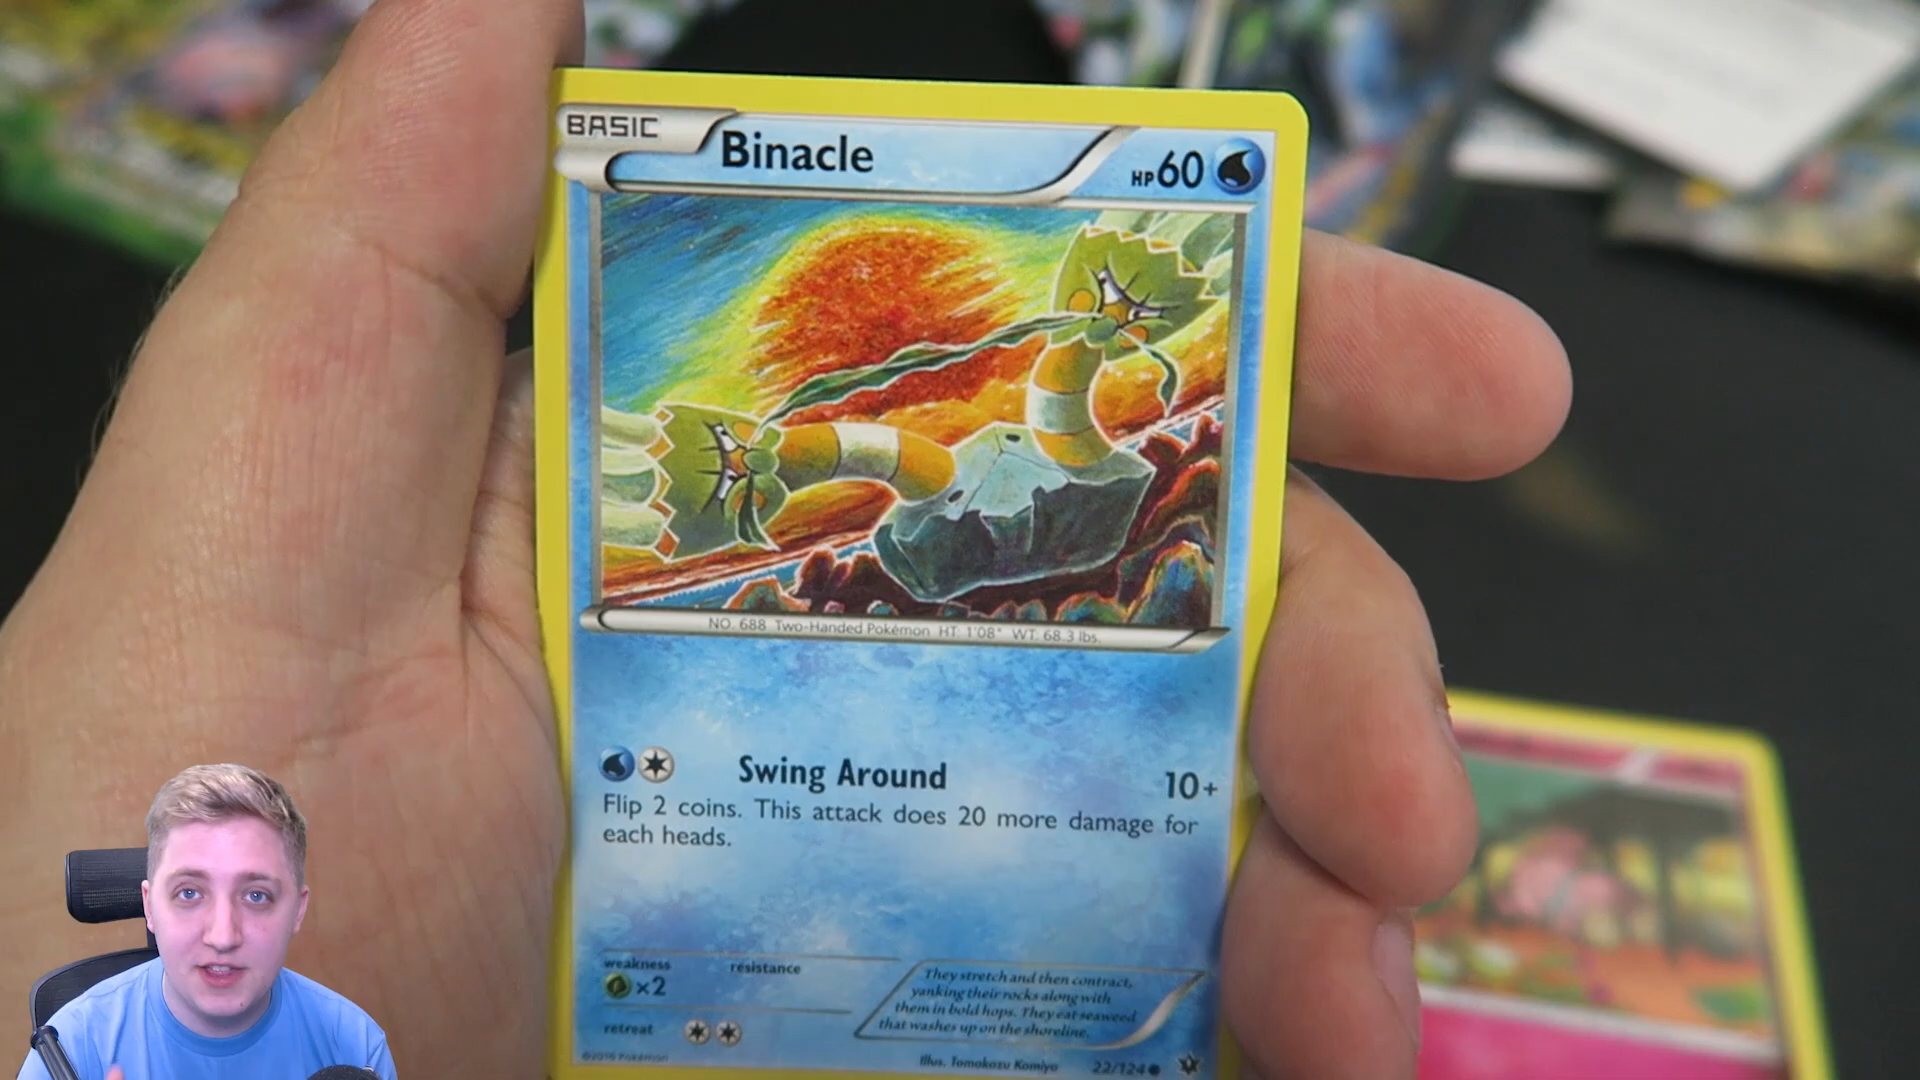 BASIC
Binacle
HP60
NO. 688 Two-Handed Pokémon HT: 1'08" WT: 68.3 lbs.
Swing Around 10+
Flip 2 coins. This attack does 20 more damage for
each heads.
weakness resistance
×2
retreat
They stretch and then contract,
yanking their rocks along with
them in bold hops. They eat seaweed
that washes up on the shoreline.
©2016 Pokémon
Illus. Tomokazu Komiya
22/124